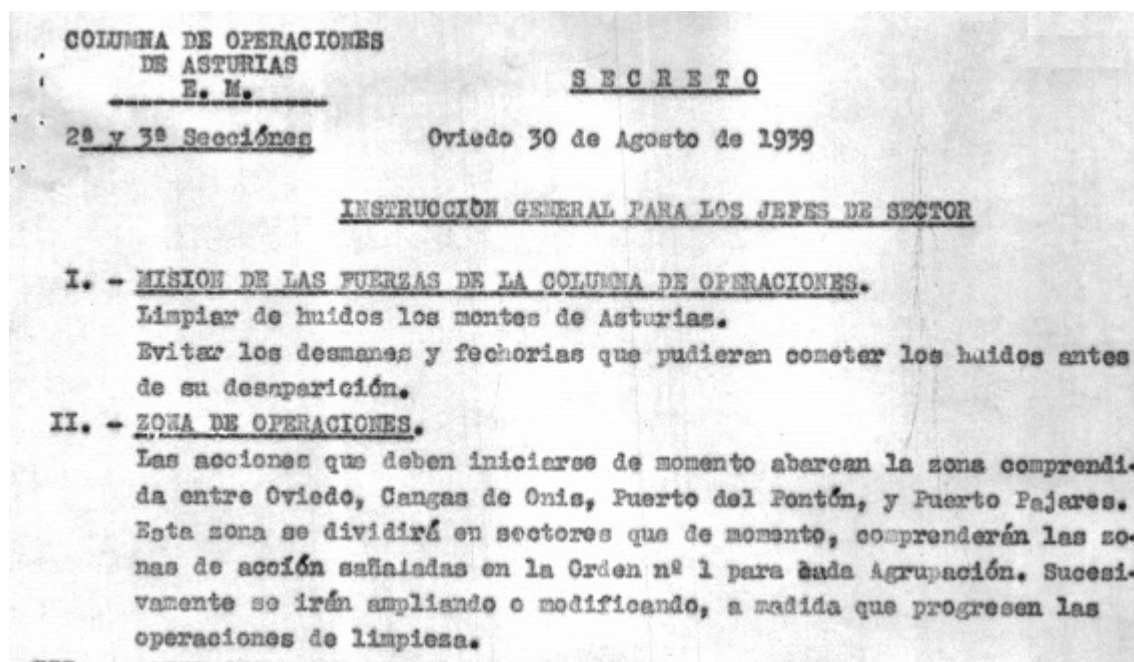 COLUMNA DE OPERACIONES
DE ASTURIAS
E. M.
SECRETO
2ª y 3ª Secciónes
Oviedo 30 de Agosto de 1939
INSTRUCCIÓN GENERAL PARA LOS JEFES DE SECTOR
I. - MISION DE LAS FUERZAS DE LA COLUMNA DE OPERACIONES.
Limpiar de huidos los montes de Asturias.
Evitar los desmanes y fechorias que pudieran cometer los huidos antes
de su desaparición.
II. - ZONA DE OPERACIONES.
Las acciones que deben iniciarse de momento abarcan la zona comprendi-
da entre Oviedo, Cangas de Onis, Puerto del Pontón, y Puerto Pajares.
Esta zona se dividirá en sectores que de momento, comprenderán las zo-
nas de acción sañaladas en la Orden nº 1 para cada Agrupación. Sucesi-
vamente se irán ampliando o modificando, a madida que progresen las
operaciones de limpieza.